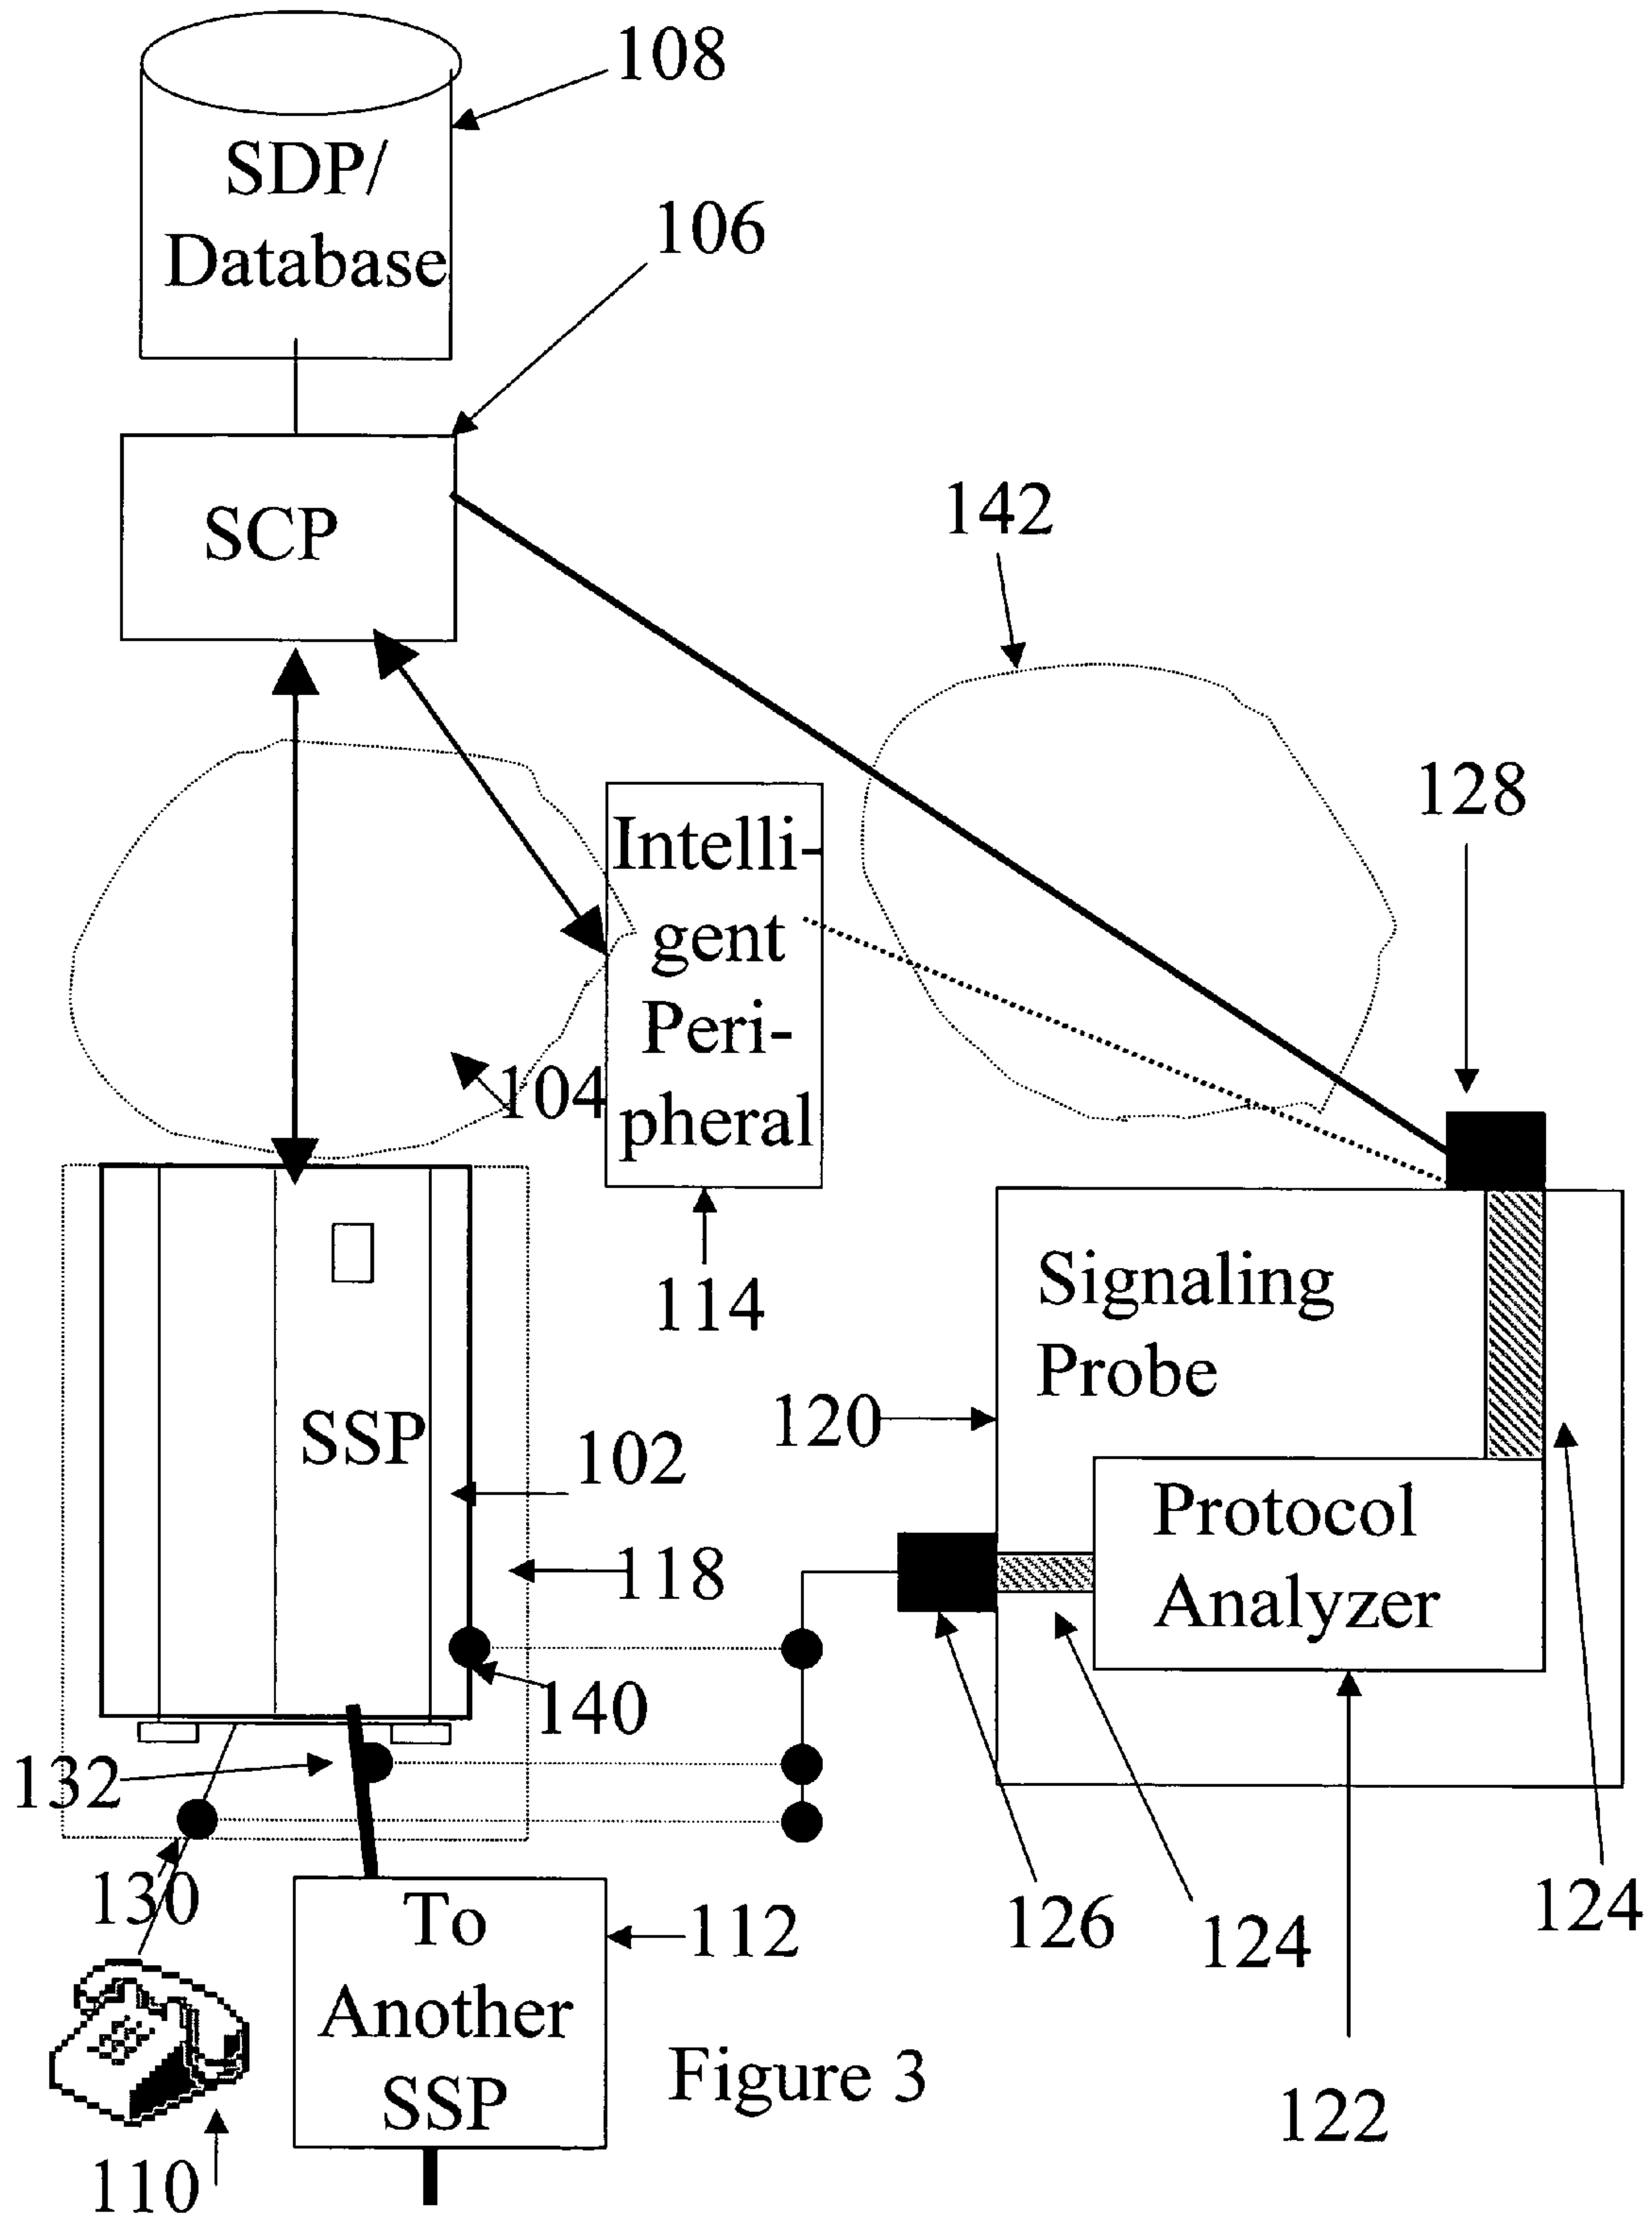 108
SDP/
Database
106
SCP
142
128
Intelli-
gent
Peri-
pheral
104
114
Signaling
Probe
120
SSP
102
118
Protocol
Analyzer
140
132
130
To
Another
SSP
112
126
124
124
Figure 3
122
110